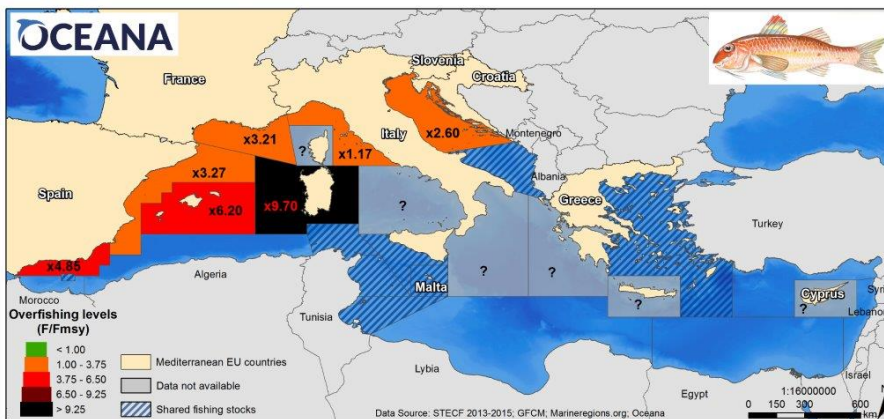 OCEANA
Slovenia
France
Croatia
x3.21
?
Italy
x2.60
x1.17
Montenegro
x3.27
Albania
Spain
Greece
x6.20
x9.70
?
Turkey
x4.85
?
?
Algeria
Malta
?
Cyprus
?
Syri
Lebanon
Morocco
Tunisia
Israel
Lybia
Egypt
Overfishing levels
(F/Fmsy)
< 1.00
1.00 - 3.75
3.75 - 6.50
6.50 - 9.25
> 9.25
Mediterranean EU countries
Data not available
Shared fishing stocks
Data Source: STECF 2013-2015; GFCM; Marineregions.org; Oceana
1:16000000
0 150 300 600
km